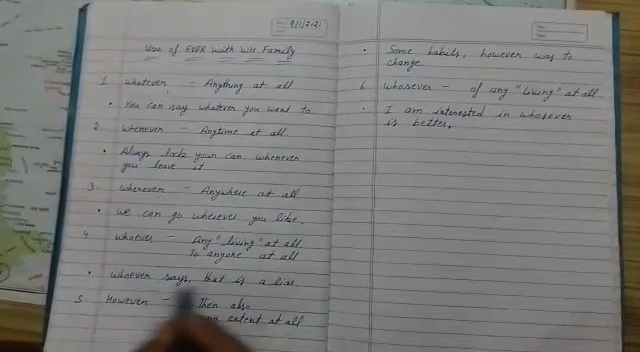 9/1/2021
Use of EVER with WH Family
1. Whatever - Anything at all
• You can say whatever you want to.
2. Whenever - Anytime at all
• Always lock your car whenever
you leave it
3. Wherever - Anywhere at all
• We can go wherever you like.
4. Whoever - Any "living" at all
To anyone at all
• Whoever says, that is a liar
5. However - Then also
extent at all
• Some habits, however was to
change
6. Whosever - of any "living" at all
• I am interested in whosever
is better.